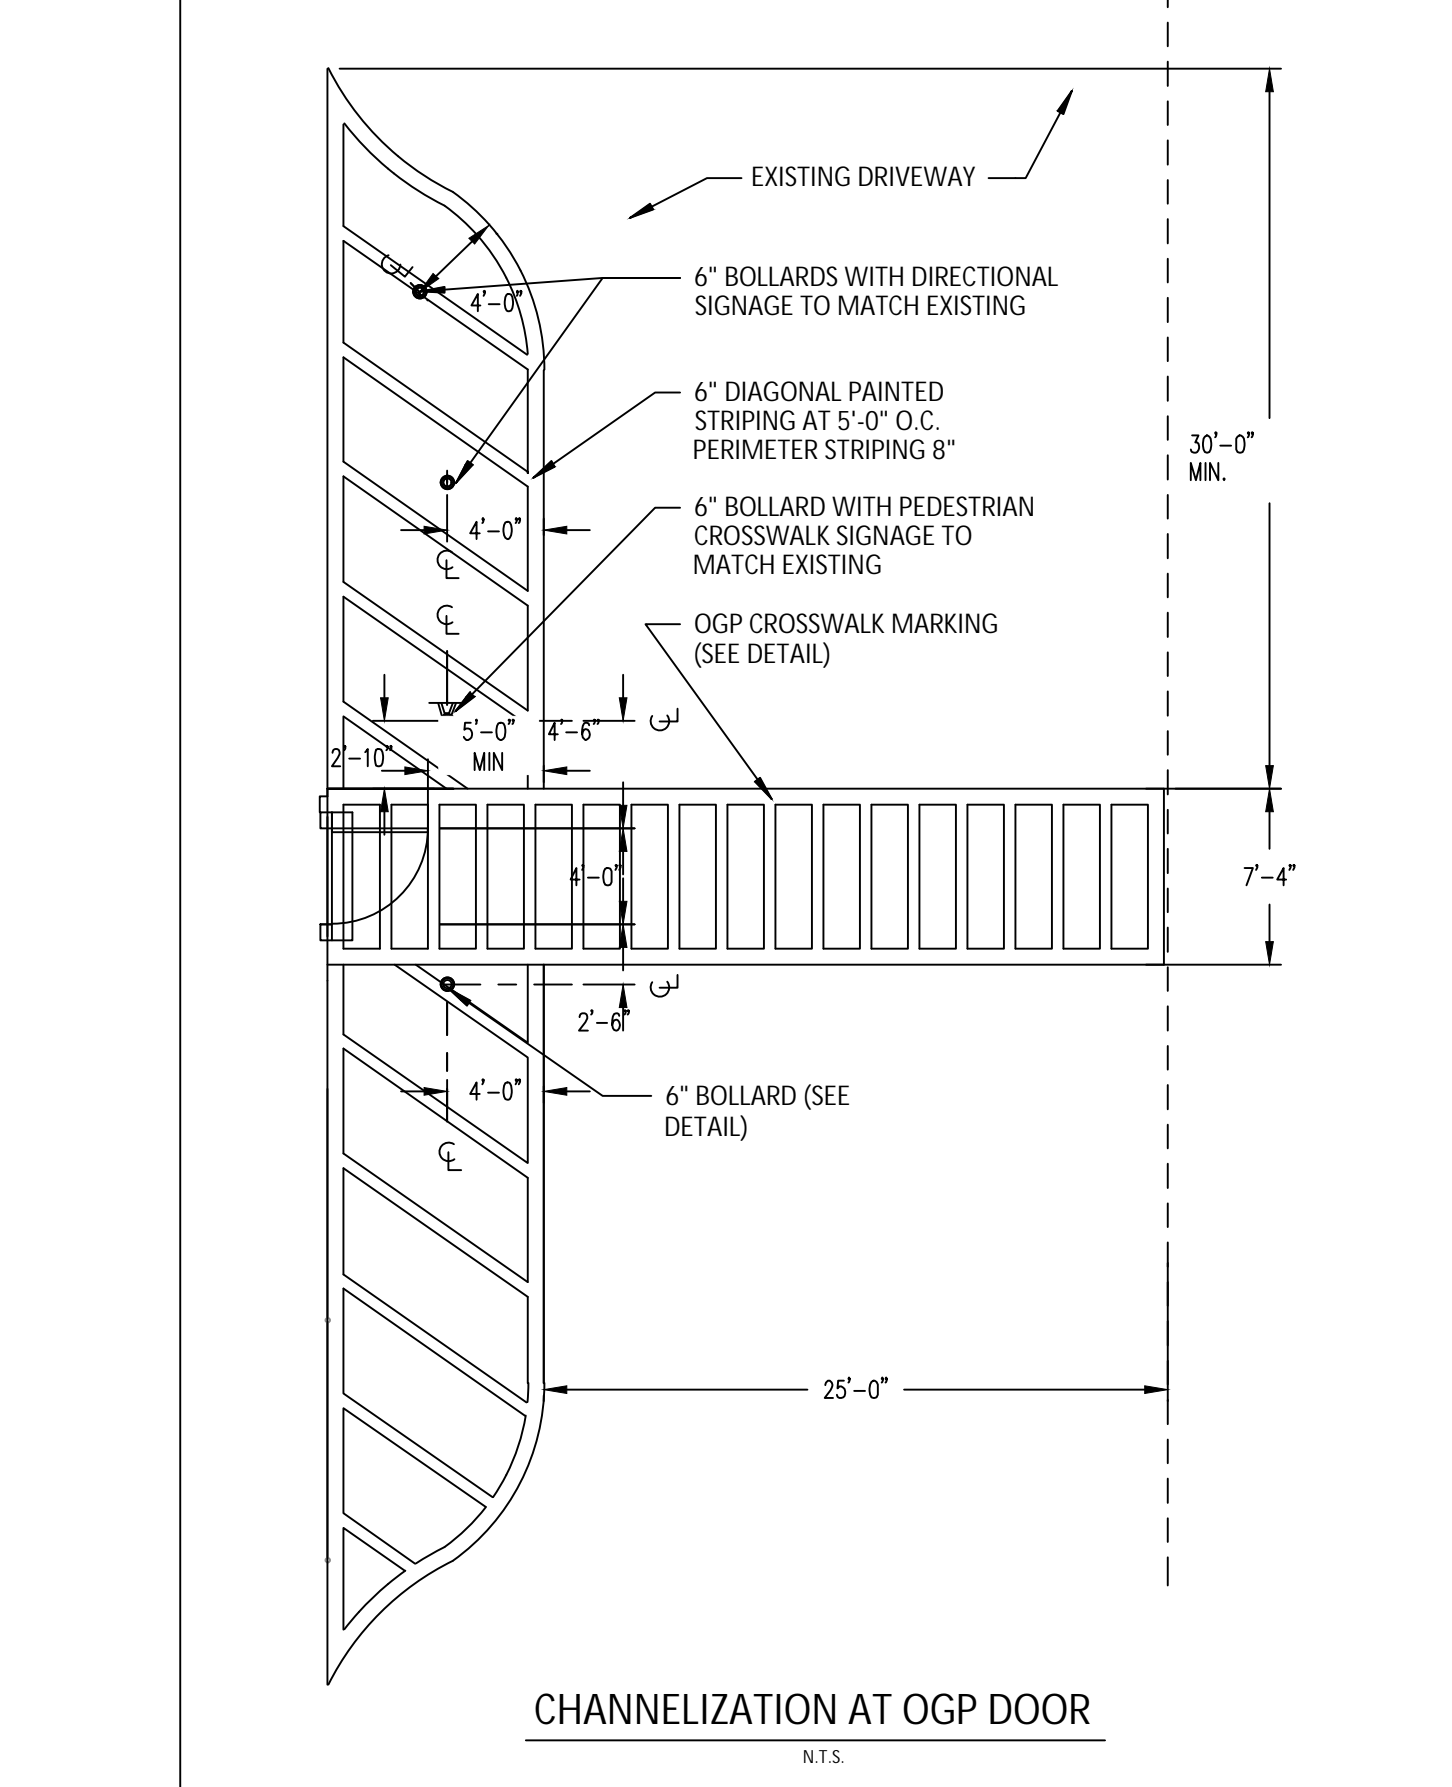 EXISTING DRIVEWAY
6" BOLLARDS WITH DIRECTIONAL
SIGNAGE TO MATCH EXISTING
4'-0"
6" DIAGONAL PAINTED
STRIPING AT 5'-0" O.C.
PERIMETER STRIPING 8"
30'-0"
MIN.
6" BOLLARD WITH PEDESTRIAN
CROSSWALK SIGNAGE TO
MATCH EXISTING
4'-0"
℄
℄
℄
OGP CROSSWALK MARKING
(SEE DETAIL)
5'-0"
MIN
4'-6"
℄
2'-10"
4'-0"
7'-4"
℄
2'-6"
4'-0"
6" BOLLARD (SEE
DETAIL)
℄
25'-0"
CHANNELIZATION AT OGP DOOR
N.T.S.